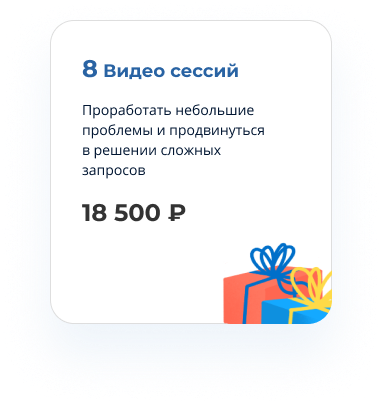 8 Видео сессий
Проработать небольшие
проблемы и продвинуться
в решении сложных
запросов
18 500 ₽